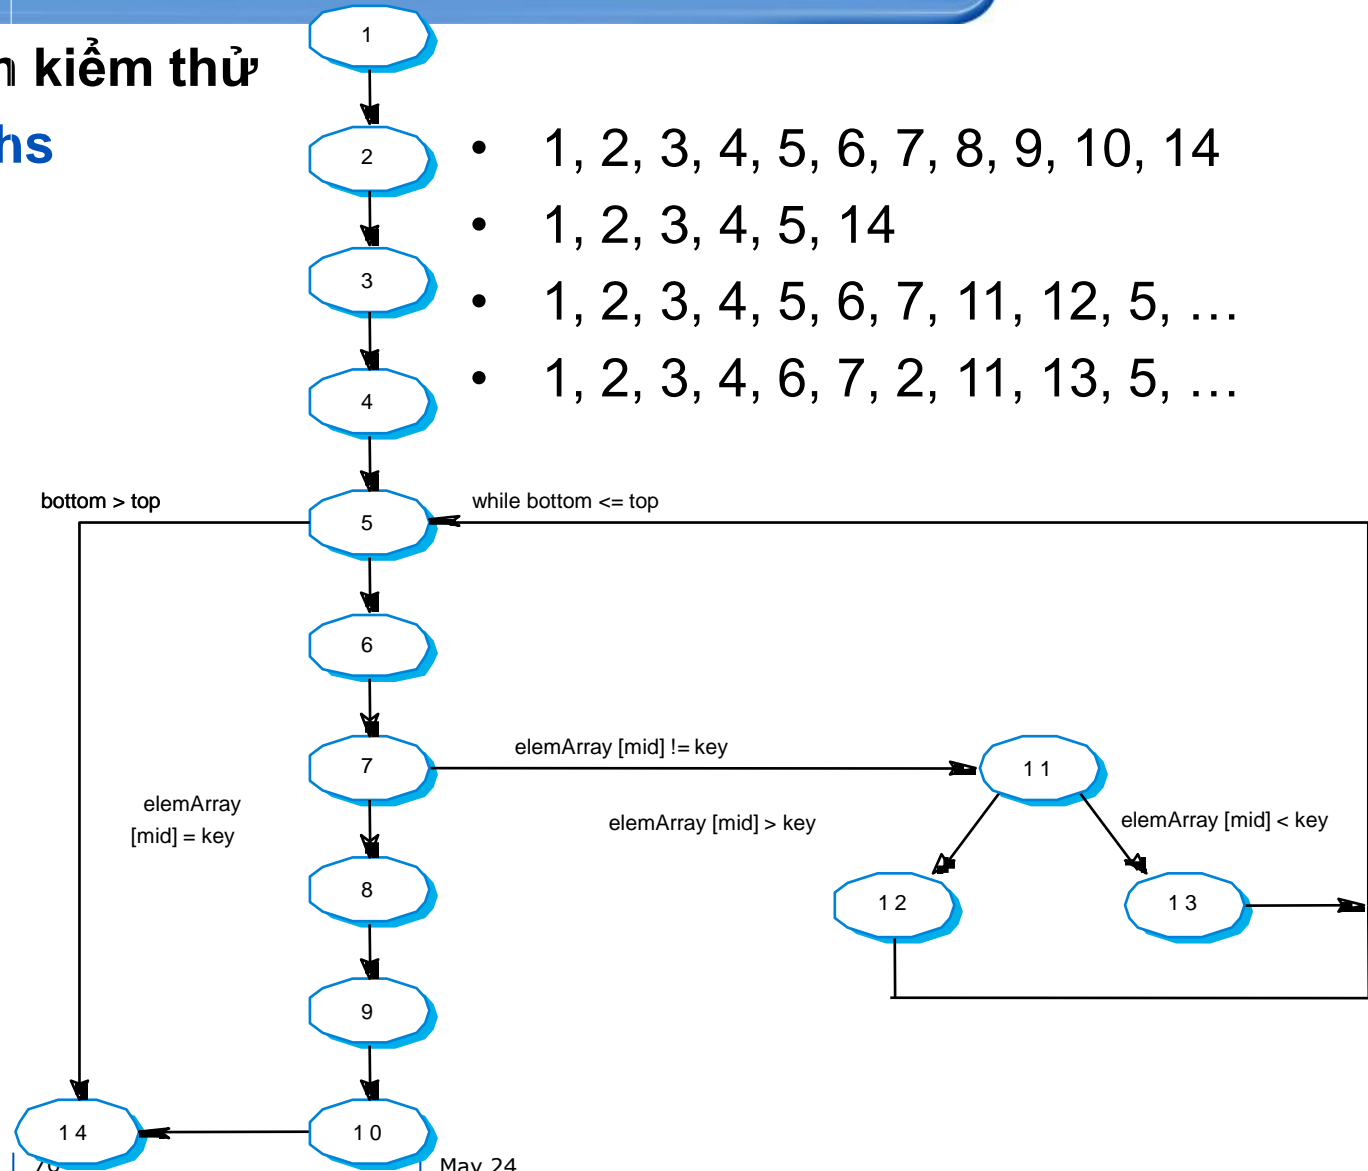 kiểm thử
1, 2, 3, 4, 5, 6, 7, 8, 9, 10, 14
1, 2, 3, 4, 5, 14
1, 2, 3, 4, 5, 6, 7, 11, 12, 5, …
1, 2, 3, 4, 6, 7, 2, 11, 13, 5, …
1
2
3
4
bottom > top
while bottom <= top
5
6
7
elemArray [mid] != key
11
elemArray
[mid] = key
elemArray [mid] > key
elemArray [mid] < key
8
12
13
9
14
10
May 24